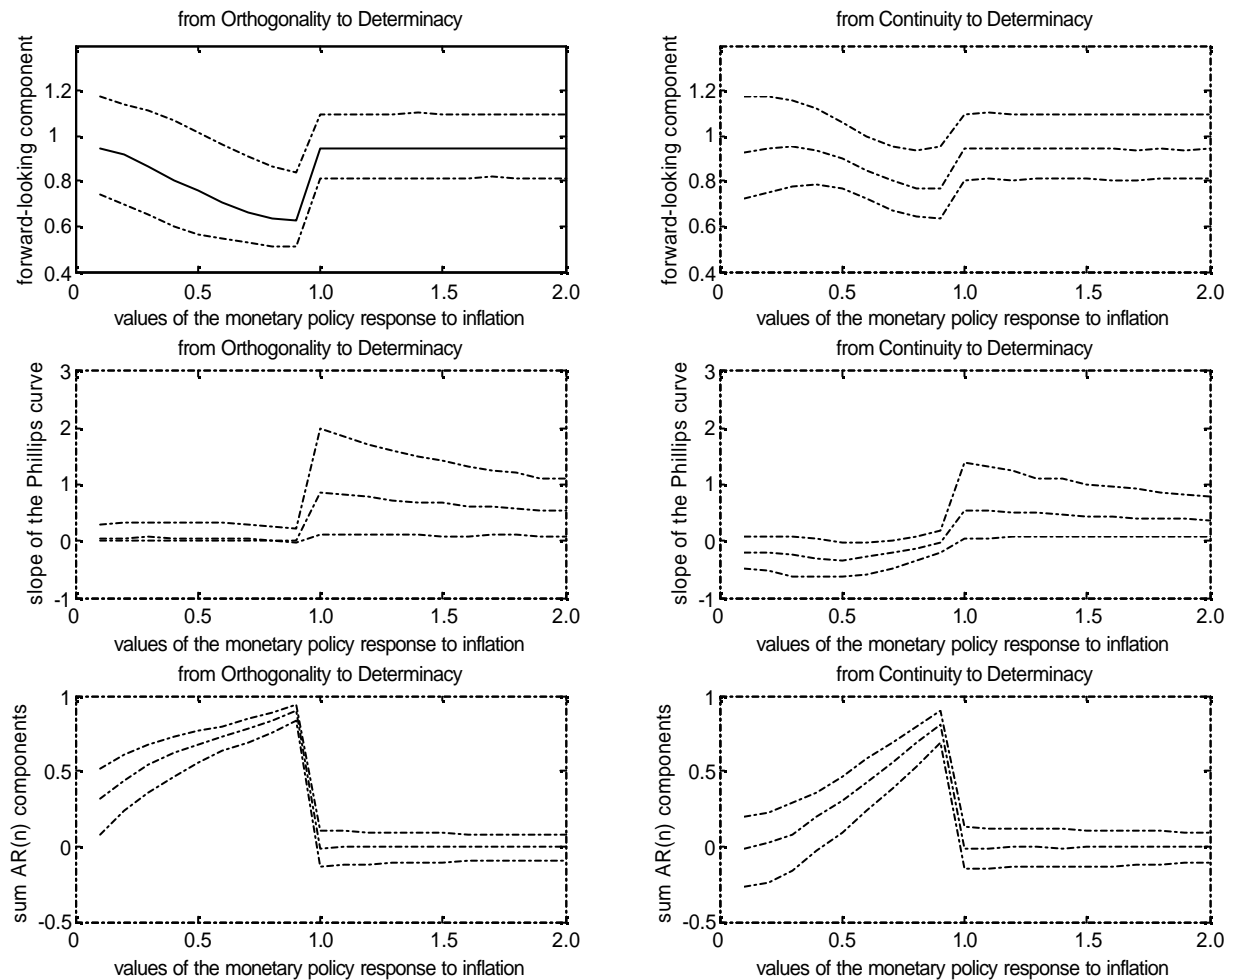 from Orthogonality to Determinacy
forward-looking component
1.2
1
0.8
0.6
0.4
0 0.5 1.0 1.5 2.0
values of the monetary policy response to inflation
from Continuity to Determinacy
forward-looking component
1.2
1
0.8
0.6
0.4
0 0.5 1.0 1.5 2.0
values of the monetary policy response to inflation
from Orthogonality to Determinacy
slope of the Phillips curve
3
2
1
0
-1
0 0.5 1.0 1.5 2.0
values of the monetary policy response to inflation
from Continuity to Determinacy
slope of the Phillips curve
3
2
1
0
-1
0 0.5 1.0 1.5 2.0
values of the monetary policy response to inflation
from Orthogonality to Determinacy
sum AR(n) components
1
0.5
0
-0.5
0 0.5 1.0 1.5 2.0
values of the monetary policy response to inflation
from Continuity to Determinacy
sum AR(n) components
1
0.5
0
-0.5
0 0.5 1.0 1.5 2.0
values of the monetary policy response to inflation